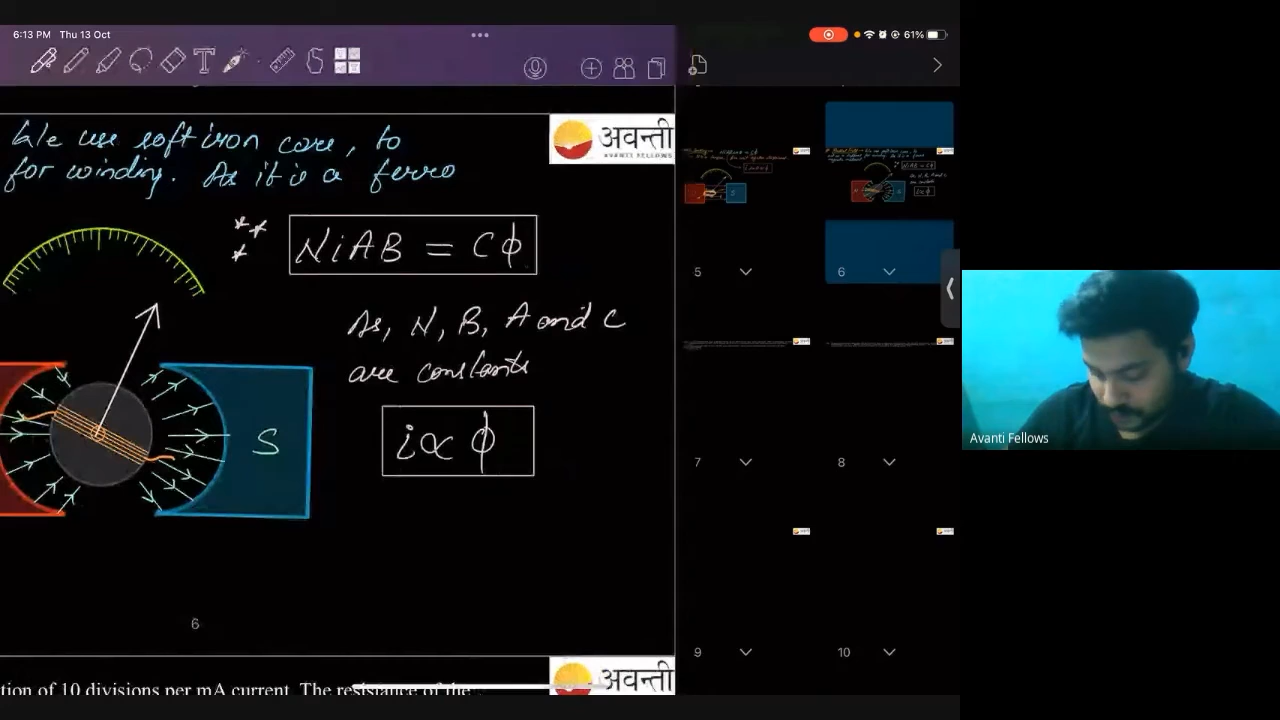 6:13 PM Thu 13 Oct
61%
We use soft iron core, to
for winding. As it is a ferro
अवन्ती
AVANTI FELLOWS
NiAB = Cϕ
As, N, B, A and C
are constants
i∝ ϕ
S
6
tion of 10 divisions per mA current. The resistance of the
अवन्ती
5
6
7
8
9
10
Avanti Fellows